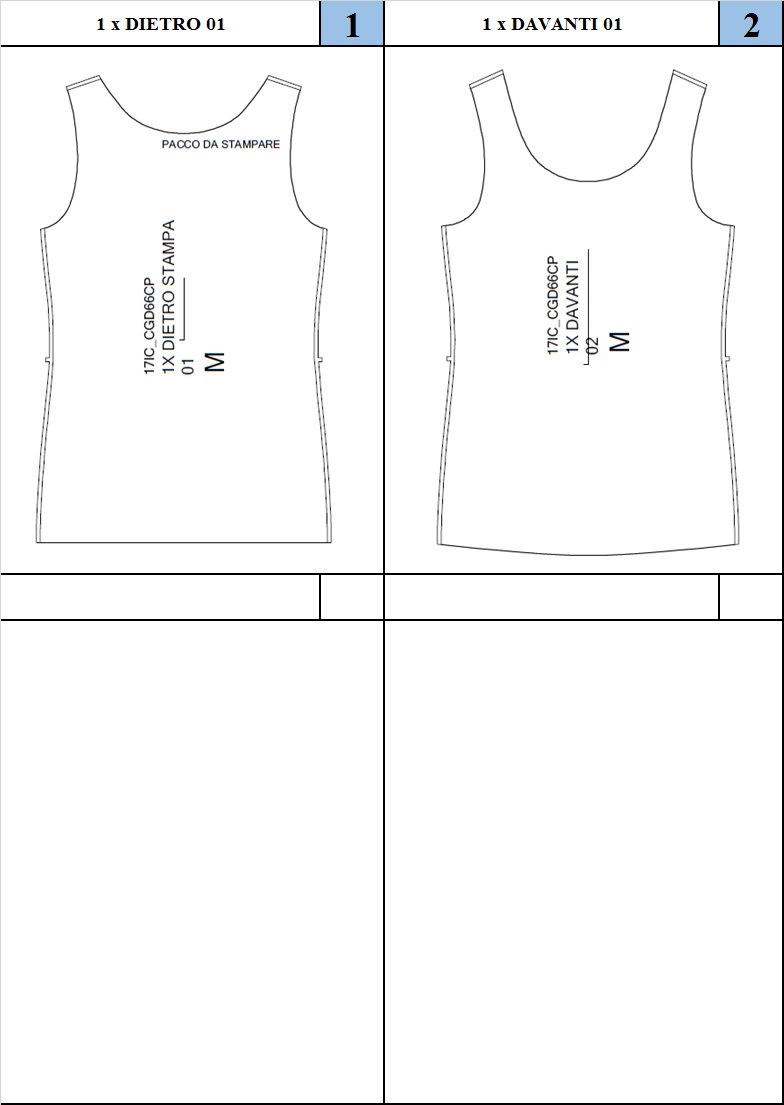 1 x DIETRO 01
1
1 x DAVANTI 01
2
PACCO DA STAMPARE
17IC_CGD66CP
1X DIETRO STAMPA
01
M
17IC_CGD66CP
1X DAVANTI
02
M